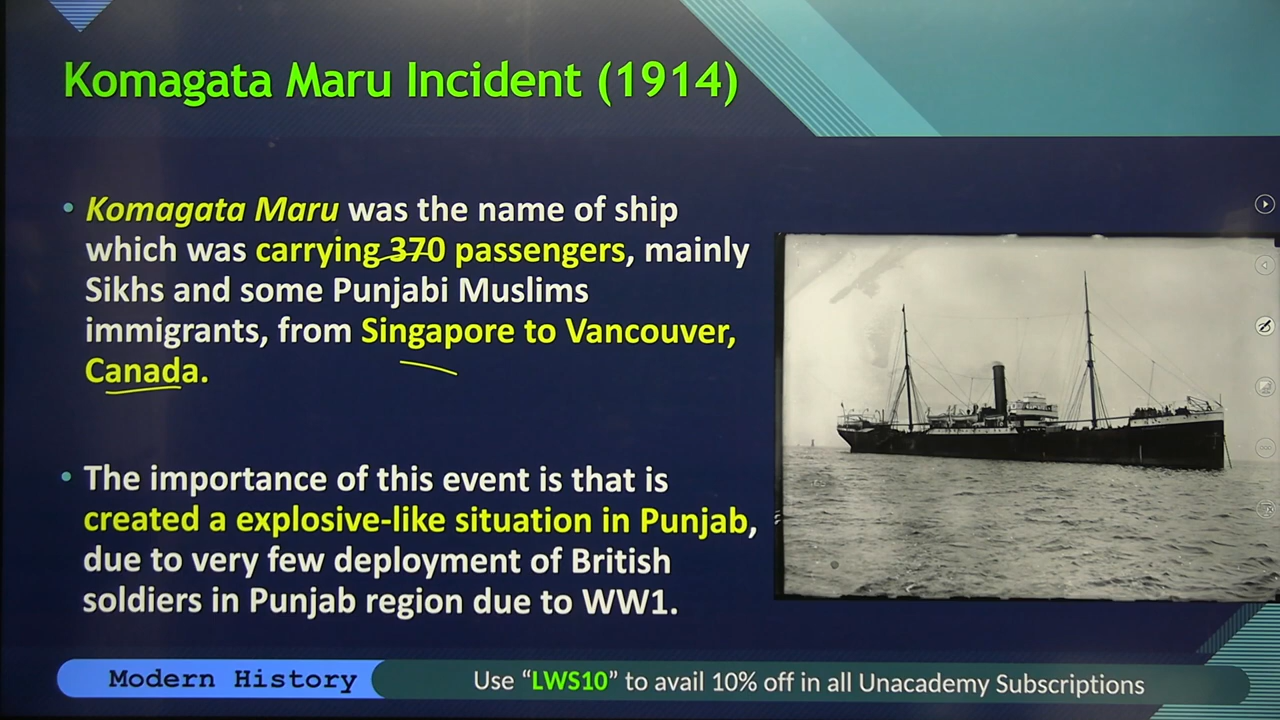 Komagata Maru Incident (1914)
• Komagata Maru was the name of ship
which was carrying 370 passengers, mainly
Sikhs and some Punjabi Muslims
immigrants, from Singapore to Vancouver,
Canada.
• The importance of this event is that is
created a explosive-like situation in Punjab,
due to very few deployment of British
soldiers in Punjab region due to WW1.
Modern History
Use “LWS10” to avail 10% off in all Unacademy Subscriptions